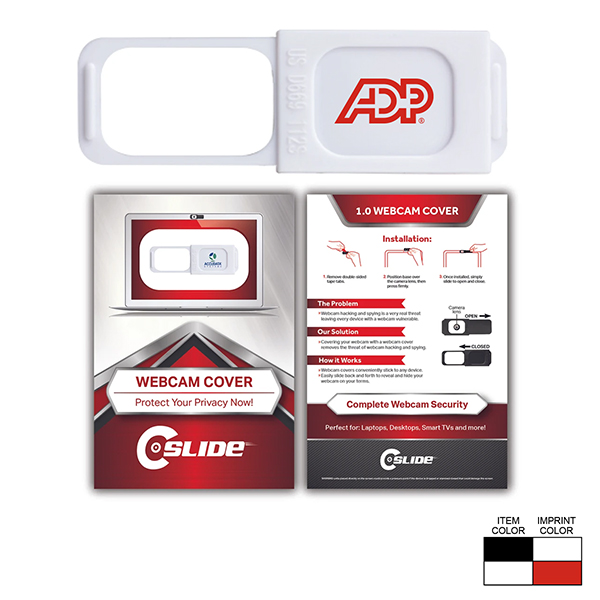 US D669 112S
ADP®
ACCURATE
WEBCAM COVER
Protect Your Privacy Now!
C-SLIDE
1.0 WEBCAM COVER
Installation:
1. Remove double-sided
tape tabs.
2. Position base over
the camera lens, then
press firmly.
3. Once installed, simply
slide to open and close.
The Problem
• Webcam hacking and spying is a very real threat
leaving every device with a webcam vulnerable.
Camera
lens
OPEN
Our Solution
• Covering your webcam with a webcam cover
removes the threat of webcam hacking and spying.
CLOSED
How it Works
• Webcam covers conveniently stick to any device.
• Easily slide back and forth to reveal and hide your
webcam on your forms.
Complete Webcam Security
Perfect for: Laptops, Desktops, Smart TVs and more!
C-SLIDE
ITEM
COLOR
IMPRINT
COLOR